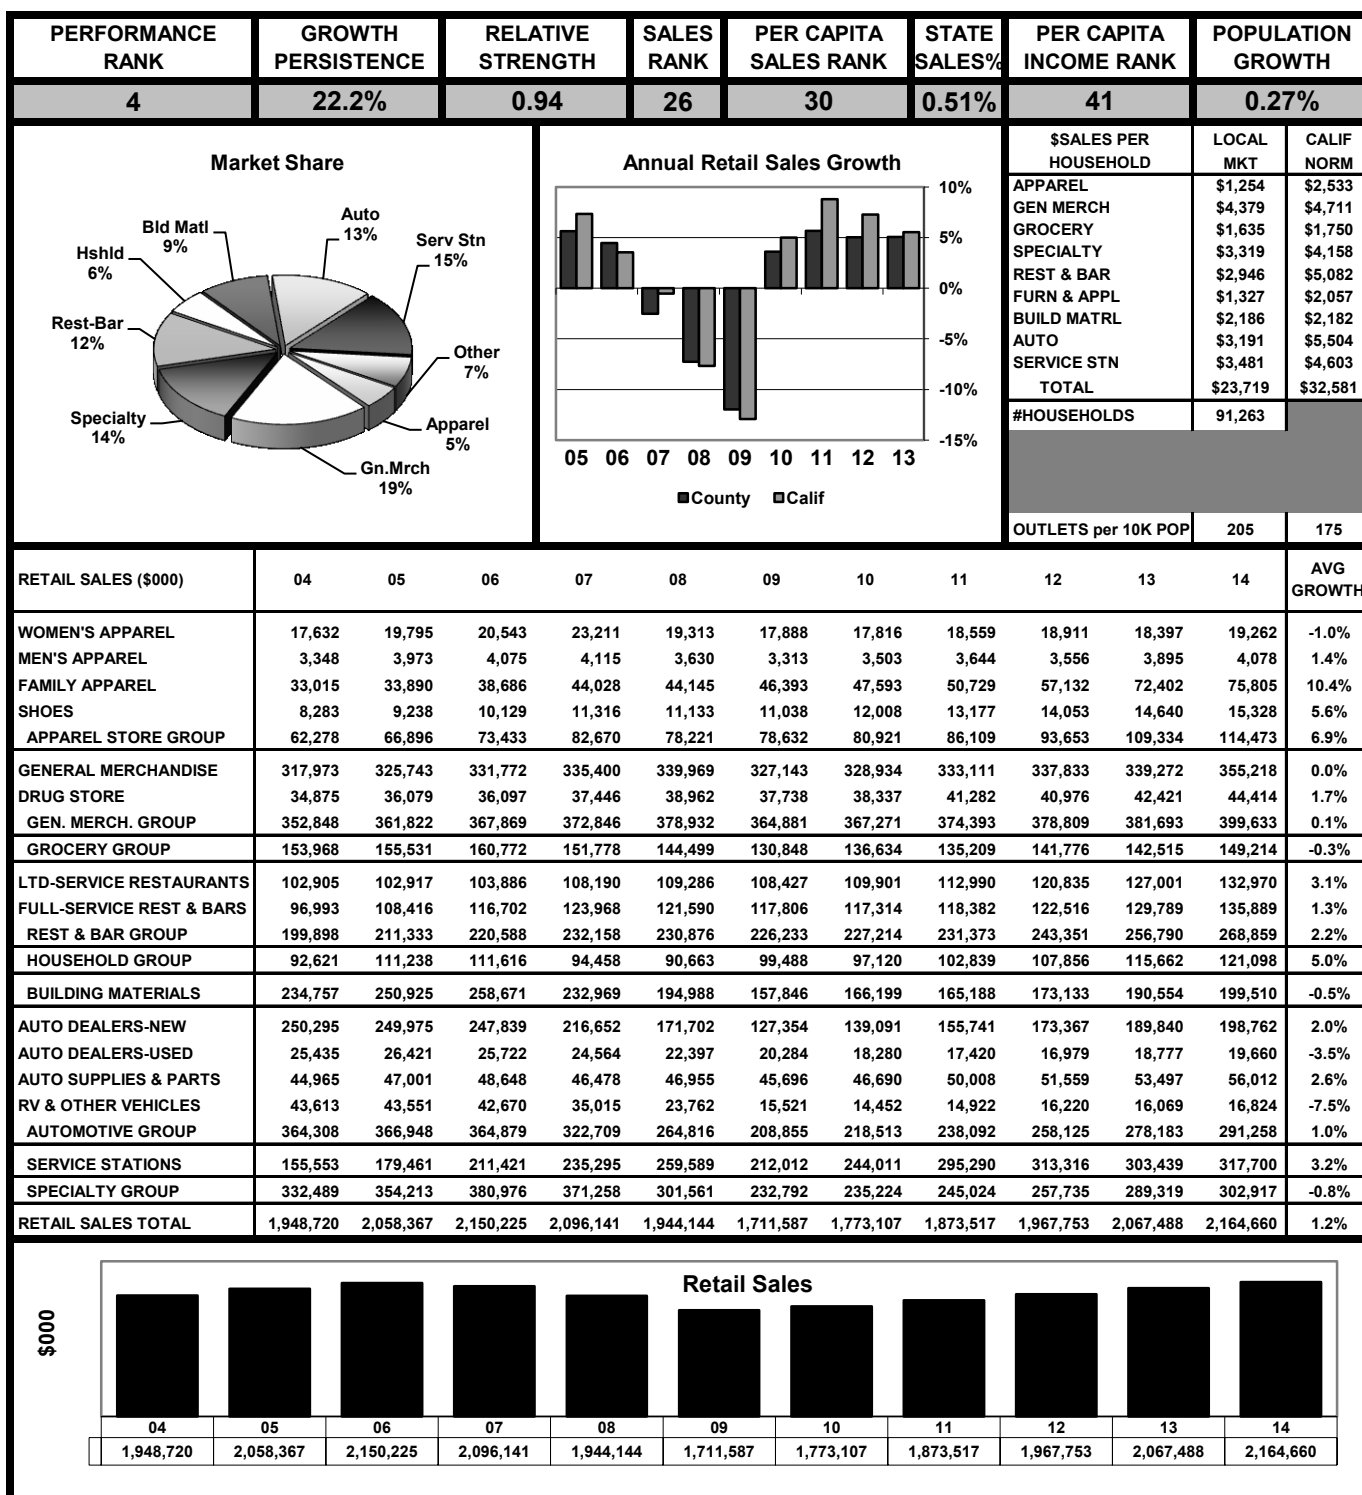 PERFORMANCE RANK GROWTH PERSISTENCE RELATIVE STRENGTH SALES RANK PER CAPITA SALES RANK STATE SALES% PER CAPITA INCOME RANK POPULATION GROWTH
4 22.2% 0.94 26 30 0.51% 41 0.27%
Market Share
Auto
13%
Serv Stn
15%
Other
7%
Apparel
5%
Gn.Mrch
19%
Specialty
14%
Rest-Bar
12%
Hshld
6%
Bld Matl
9%
Annual Retail Sales Growth
10%
5%
0%
-5%
-10%
-15%
05 06 07 08 09 10 11 12 13
County Calif
$SALES PER HOUSEHOLD LOCAL MKT CALIF NORM
APPAREL $1,254 $2,533
GEN MERCH $4,379 $4,711
GROCERY $1,635 $1,750
SPECIALTY $3,319 $4,158
REST & BAR $2,946 $5,082
FURN & APPL $1,327 $2,057
BUILD MATRL $2,186 $2,182
AUTO $3,191 $5,504
SERVICE STN $3,481 $4,603
TOTAL $23,719 $32,581
#HOUSEHOLDS 91,263
OUTLETS per 10K POP 205 175
RETAIL SALES ($000) 04 05 06 07 08 09 10 11 12 13 14 AVG GROWTH
WOMEN'S APPAREL 17,632 19,795 20,543 23,211 19,313 17,888 17,816 18,559 18,911 18,397 19,262 -1.0%
MEN'S APPAREL 3,348 3,973 4,075 4,115 3,630 3,313 3,503 3,644 3,556 3,895 4,078 1.4%
FAMILY APPAREL 33,015 33,890 38,686 44,028 44,145 46,393 47,593 50,729 57,132 72,402 75,805 10.4%
SHOES 8,283 9,238 10,129 11,316 11,133 11,038 12,008 13,177 14,053 14,640 15,328 5.6%
APPAREL STORE GROUP 62,278 66,896 73,433 82,670 78,221 78,632 80,921 86,109 93,653 109,334 114,473 6.9%
GENERAL MERCHANDISE 317,973 325,743 331,772 335,400 339,969 327,143 328,934 333,111 337,833 339,272 355,218 0.0%
DRUG STORE 34,875 36,079 36,097 37,446 38,962 37,738 38,337 41,282 40,976 42,421 44,414 1.7%
GEN. MERCH. GROUP 352,848 361,822 367,869 372,846 378,932 364,881 367,271 374,393 378,809 381,693 399,633 0.1%
GROCERY GROUP 153,968 155,531 160,772 151,778 144,499 130,848 136,634 135,209 141,776 142,515 149,214 -0.3%
LTD-SERVICE RESTAURANTS 102,905 102,917 103,886 108,190 109,286 108,427 109,901 112,990 120,835 127,001 132,970 3.1%
FULL-SERVICE REST & BARS 96,993 108,416 116,702 123,968 121,590 117,806 117,314 118,382 122,516 129,789 135,889 1.3%
REST & BAR GROUP 199,898 211,333 220,588 232,158 230,876 226,233 227,214 231,373 243,351 256,790 268,859 2.2%
HOUSEHOLD GROUP 92,621 111,238 111,616 94,458 90,663 99,488 97,120 102,839 107,856 115,662 121,098 5.0%
BUILDING MATERIALS 234,757 250,925 258,671 232,969 194,988 157,846 166,199 165,188 173,133 190,554 199,510 -0.5%
AUTO DEALERS-NEW 250,295 249,975 247,839 216,652 171,702 127,354 139,091 155,741 173,367 189,840 198,762 2.0%
AUTO DEALERS-USED 25,435 26,421 25,722 24,564 22,397 20,284 18,280 17,420 16,979 18,777 19,660 -3.5%
AUTO SUPPLIES & PARTS 44,965 47,001 48,648 46,478 46,955 45,696 46,690 50,008 51,559 53,497 56,012 2.6%
RV & OTHER VEHICLES 43,613 43,551 42,670 35,015 23,762 15,521 14,452 14,922 16,220 16,069 16,824 -7.5%
AUTOMOTIVE GROUP 364,308 366,948 364,879 322,709 264,816 208,855 218,513 238,092 258,125 278,183 291,258 1.0%
SERVICE STATIONS 155,553 179,461 211,421 235,295 259,589 212,012 244,011 295,290 313,316 303,439 317,700 3.2%
SPECIALTY GROUP 332,489 354,213 380,976 371,258 301,561 232,792 235,224 245,024 257,735 289,319 302,917 -0.8%
RETAIL SALES TOTAL 1,948,720 2,058,367 2,150,225 2,096,141 1,944,144 1,711,587 1,773,107 1,873,517 1,967,753 2,067,488 2,164,660 1.2%
Retail Sales
$000
04 05 06 07 08 09 10 11 12 13 14
1,948,720 2,058,367 2,150,225 2,096,141 1,944,144 1,711,587 1,773,107 1,873,517 1,967,753 2,067,488 2,164,660